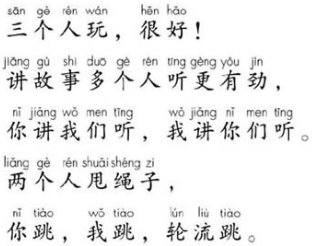 sān gè rén wán hěn hǎo
三个人玩，很好！
jiǎng gù shì duō gè rén tīng gèng yǒu jìn
讲故事多个人听更有劲，
nǐ jiǎng wǒ men tīng wǒ jiǎng nǐ men tīng
你讲我们听，我讲你们听。
liǎng gè rén shuǎi shéng zi
两个人甩绳子，
nǐ tiào wǒ tiào lún liú tiào
你跳，我跳，轮流跳。